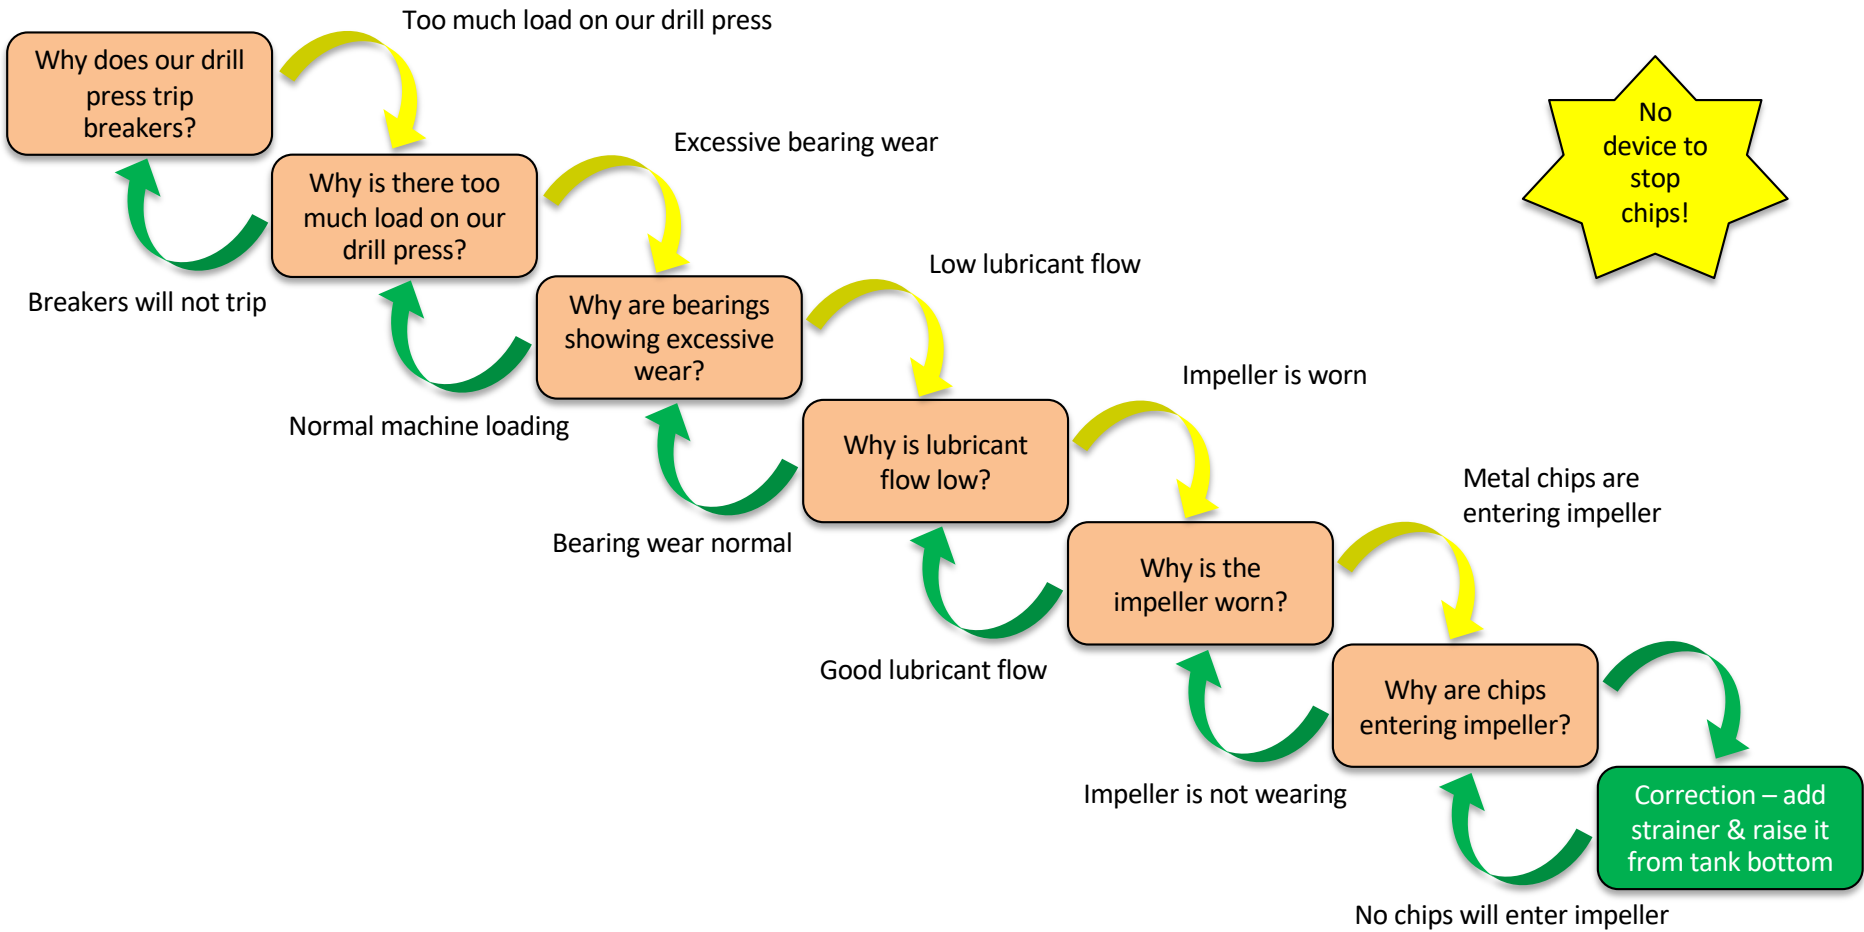 Too much load on our drill press
Why does our drill
press trip
breakers?
No
device to
stop
chips!
Excessive bearing wear
Why is there too
much load on our
drill press?
Low lubricant flow
Breakers will not trip
Why are bearings
showing excessive
wear?
Impeller is worn
Normal machine loading
Why is lubricant
flow low?
Metal chips are
entering impeller
Bearing wear normal
Why is the
impeller worn?
Good lubricant flow
Why are chips
entering impeller?
Impeller is not wearing
Correction – add
strainer & raise it
from tank bottom
No chips will enter impeller